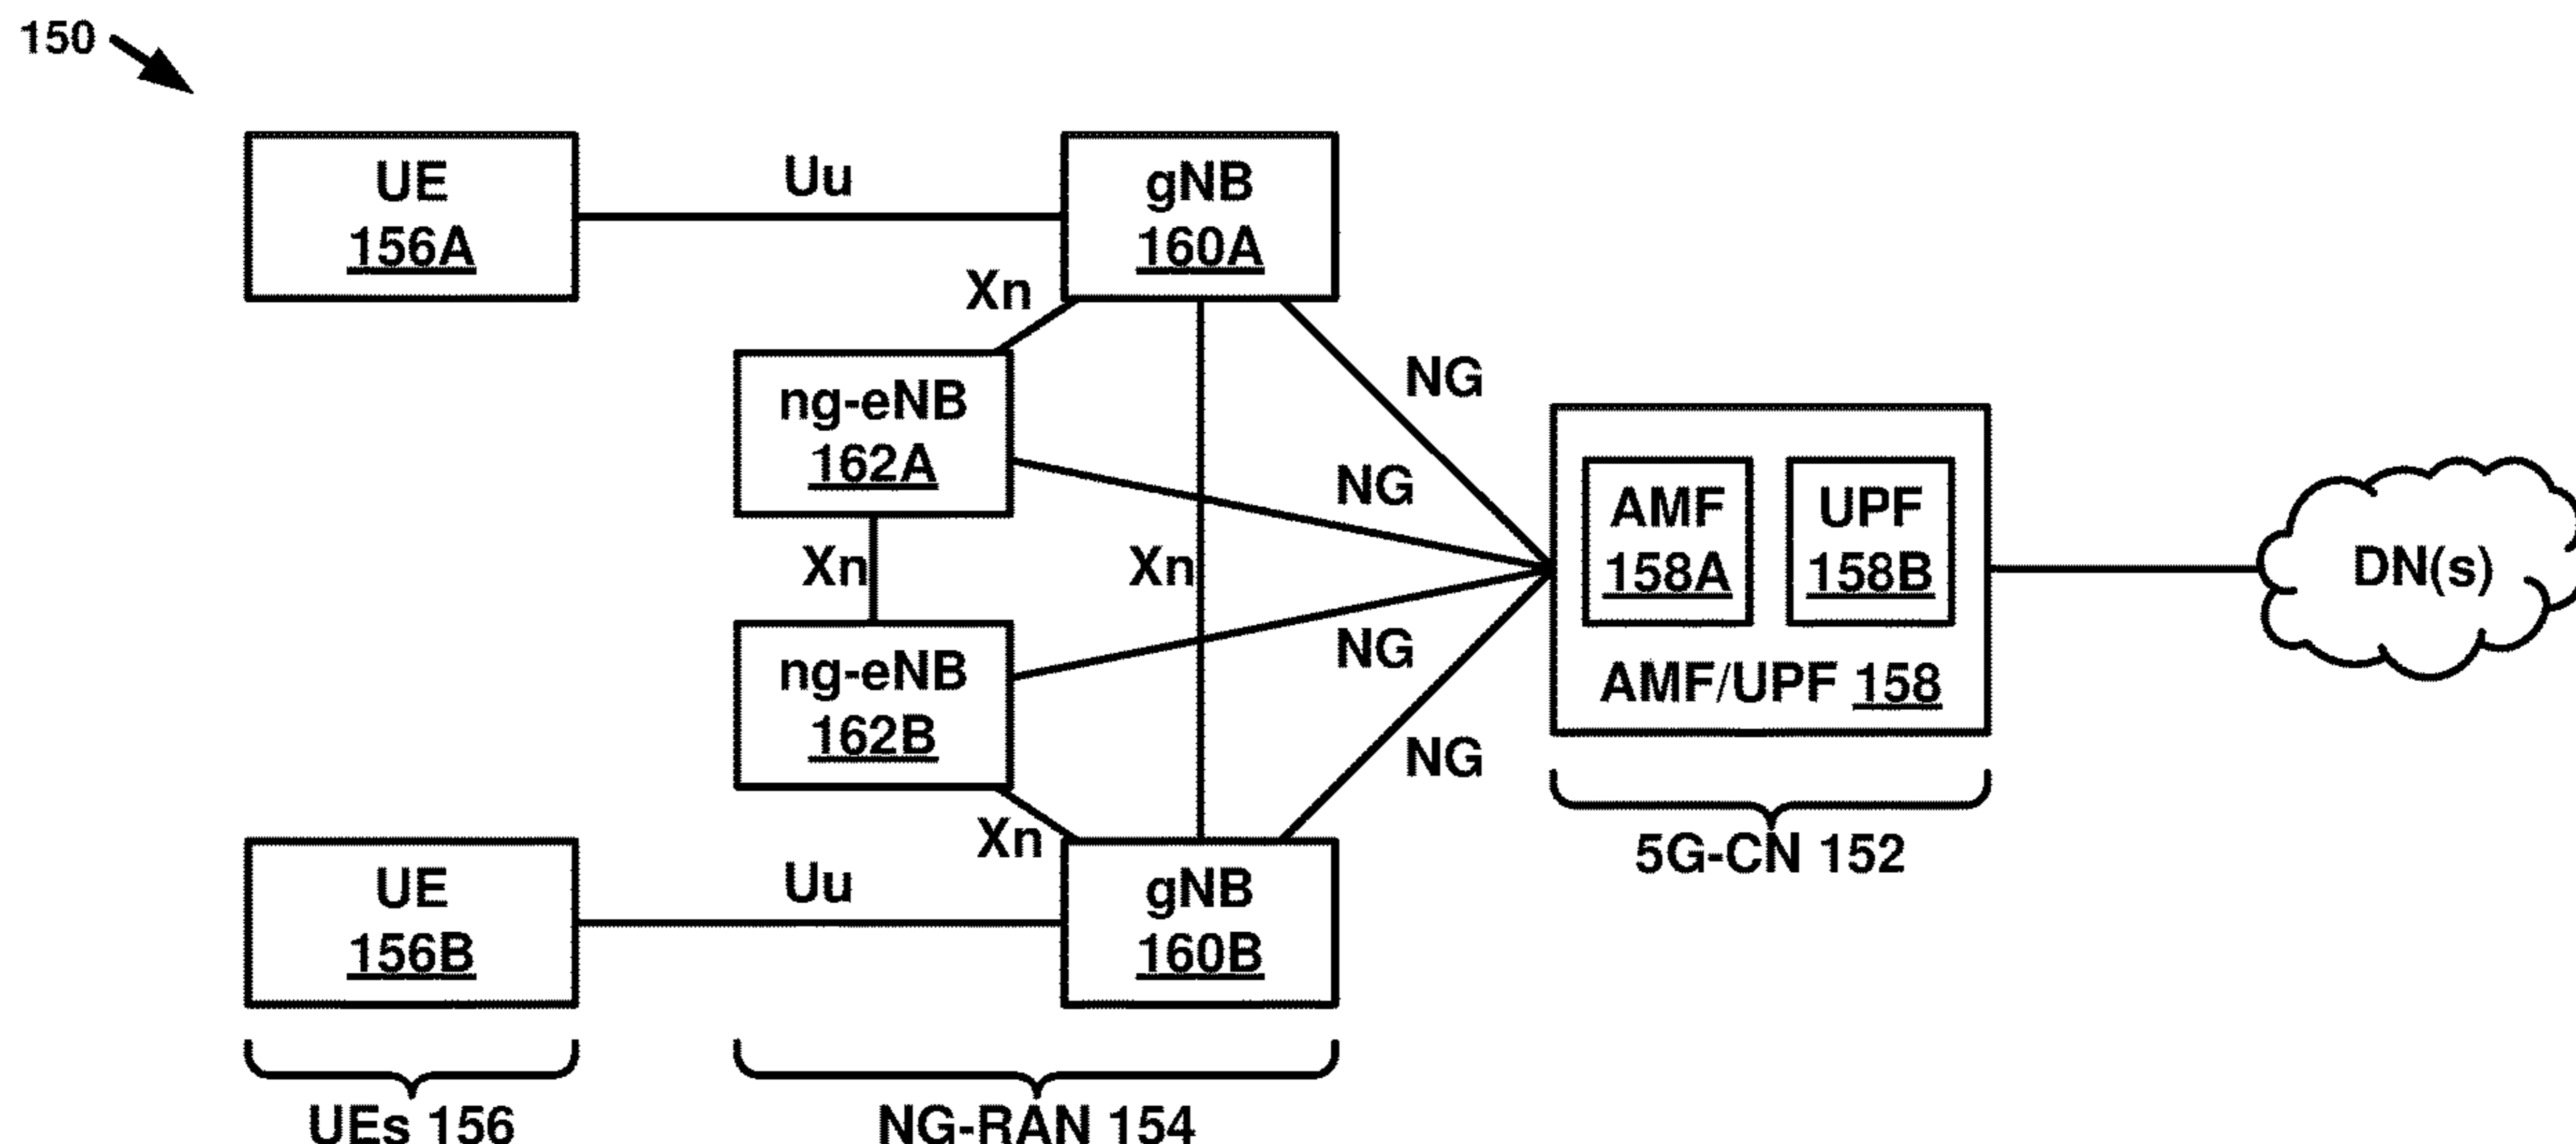 150
UE
156A
Uu
gNB
160A
Xn
NG
ng-eNB
162A
NG
AMF
158A
UPF
158B
DN(s)
Xn
Xn
ng-eNB
162B
NG
AMF/UPF 158
NG
Xn
5G-CN 152
UE
156B
Uu
gNB
160B
UEs 156
NG-RAN 154